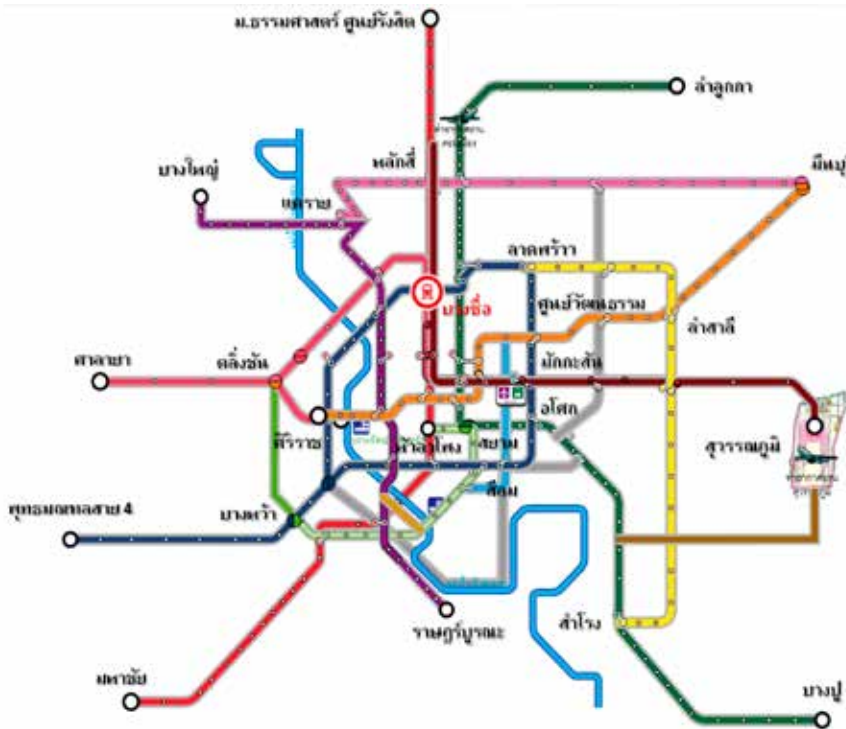 ม.ธรรมศาสตร์ ศูนย์รังสิต
ลำลูกกา
หลักสี่
มีนบุรี
บางใหญ่
แคราย
ลาดพร้าว
ศูนย์วัฒนธรรม
บางซื่อ
ลำสาลี
ศาลายา
ตลิ่งชัน
มักกะสัน
อโศก
ศิริราช
หัวลำโพง
สยาม
สุวรรณภูมิ
สีลม
พุทธมณฑลสาย 4
บางหว้า
ราษฎร์บูรณะ
สำโรง
มหาชัย
บางปู